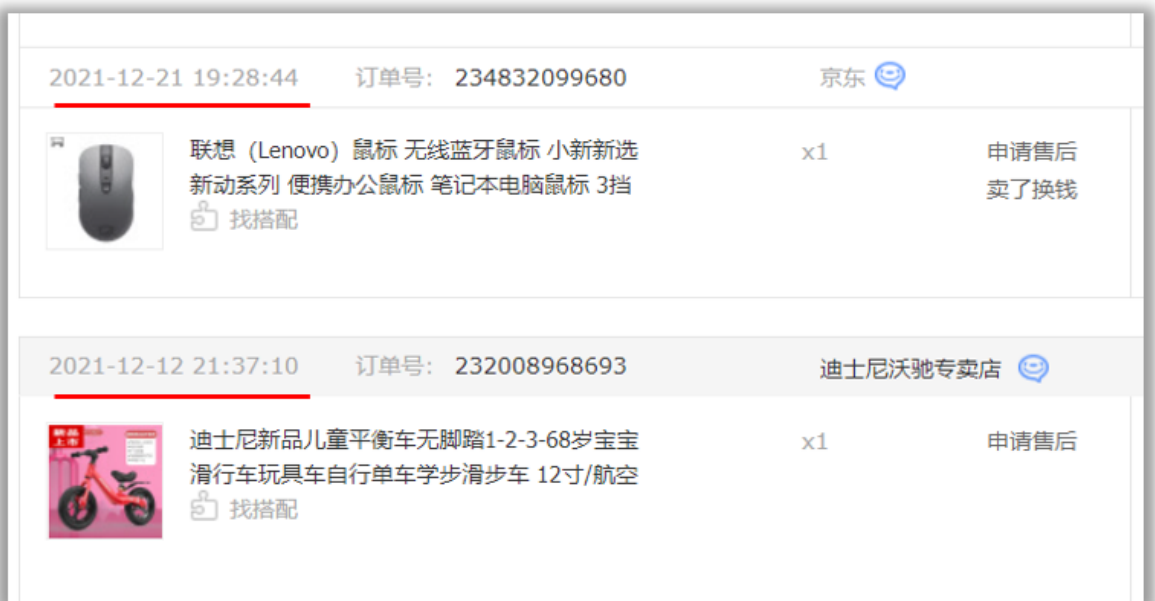 2021-12-21 19:28:44 订单号: 234832099680 京东
联想（Lenovo）鼠标 无线蓝牙鼠标 小新新选 x1 申请售后
新动系列 便携办公鼠标 笔记本电脑鼠标 3挡 卖了换钱
找搭配
2021-12-12 21:37:10 订单号: 232008968693 迪士尼沃驰专卖店
新品
上市
迪士尼新品儿童平衡车无脚踏1-2-3-68岁宝宝 x1 申请售后
滑行车玩具车自行单车学步滑步车 12寸/航空
找搭配